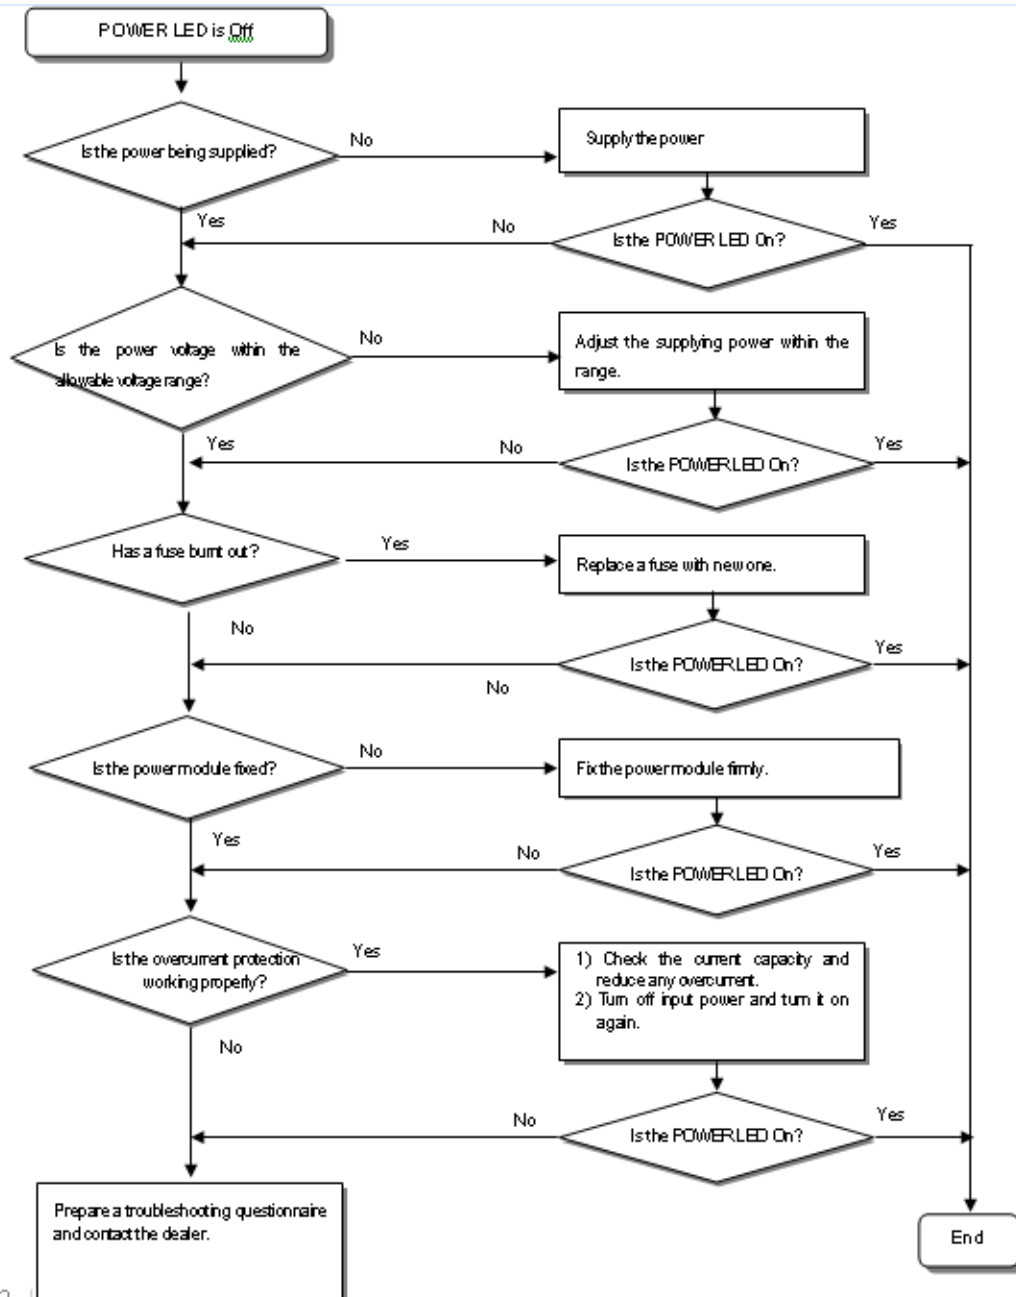 POWER LED is Off
Is the power being supplied?
No
Supply the power
Yes
No
Is the POWER LED On?
Yes
Is the power voltage within the
allowable voltage range?
No
Adjust the supplying power within the
range.
Yes
No
Is the POWER LED On?
Yes
Has a fuse burnt out?
Yes
Replace a fuse with new one.
No
Is the POWER LED On?
Yes
No
Is the power module fixed?
No
Fix the power module firmly.
Yes
No
Is the POWER LED On?
Yes
Is the overcurrent protection
working properly?
Yes
1) Check the current capacity and
reduce any overcurrent.
2) Turn off input power and turn it on
again.
No
No
Is the POWER LED On?
Yes
Prepare a troubleshooting questionnaire
and contact the dealer.
End